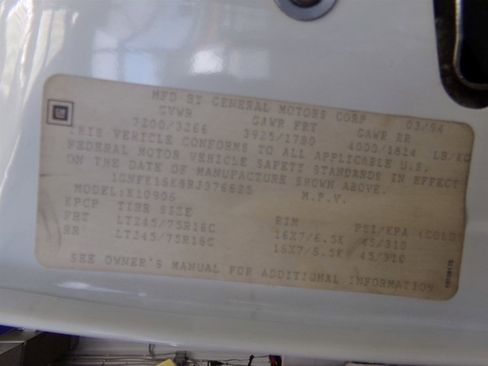 GM
MFD BY GENERAL MOTORS CORP 03/94
GVWR GAWR FRT GAWR RR
3925/1780 4000/1814 LB/KG
THIS VEHICLE CONFORMS TO ALL APPLICABLE U.S.
FEDERAL MOTOR VEHICLE SAFETY STANDARDS IN EFFECT
ON THE DATE OF MANUFACTURE SHOWN ABOVE.
M.P.V.
MODEL:K10906
TIRE SIZE RIM PSI/KPA (COLD)
FRT LT245/75R16C 16X7/6.5K 45/310
RR LT245/75R16C 16X7/6.5K 45/310
SEE OWNER'S MANUAL FOR ADDITIONAL INFORMATION